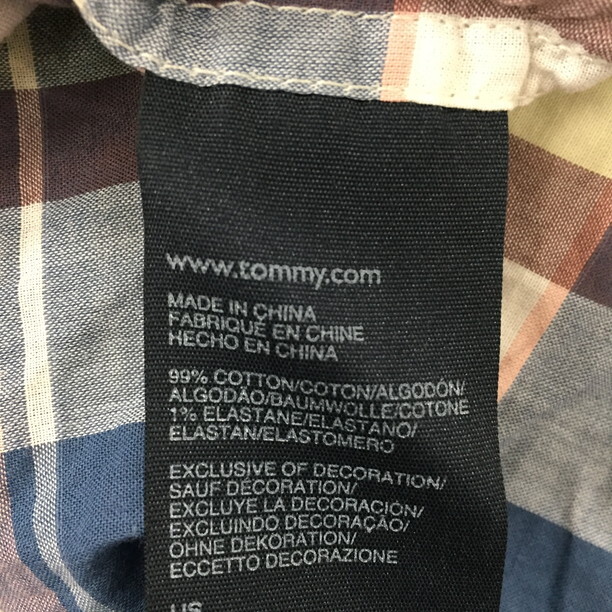 www.tommy.com
MADE IN CHINA
FABRIQUÉ EN CHINE
HECHO EN CHINA
99% COTTON/COTON/ALGODÓN/
ALGODÃO/BAUMWOLLE/COTONE
1% ELASTANE/ELASTANO/
ELASTAN/ELASTOMERO
EXCLUSIVE OF DECORATION/
SAUF DÉCORATION/
EXCLUYE LA DECORACIÓN/
EXCLUINDO DECORAÇÃO/
OHNE DEKORATION/
ECCETTO DECORAZIONE
US